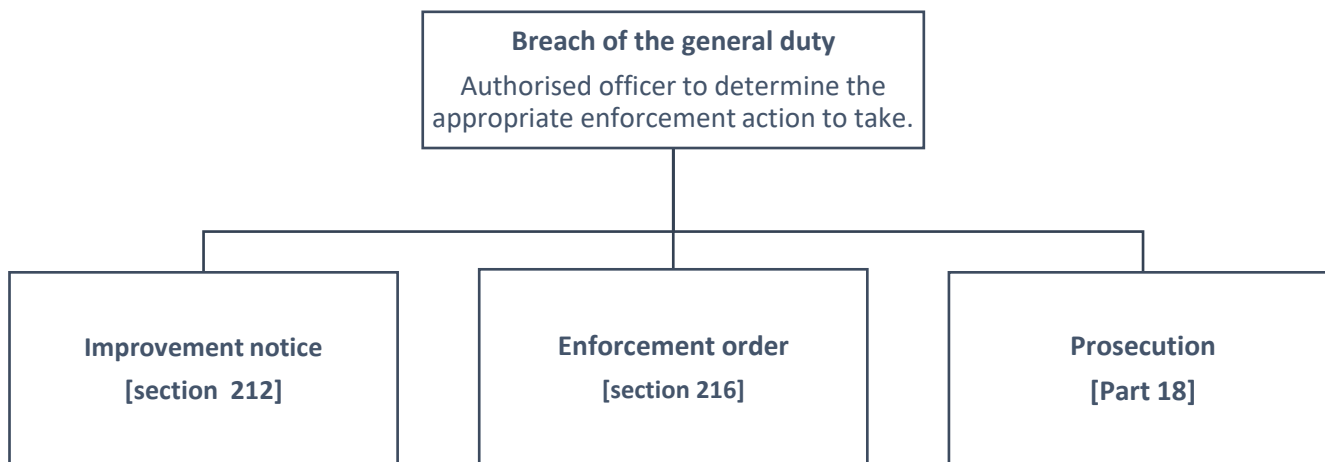 Breach of the general duty
Authorised officer to determine the
appropriate enforcement action to take.
Improvement notice
[section 212]
Enforcement order
[section 216]
Prosecution
[Part 18]